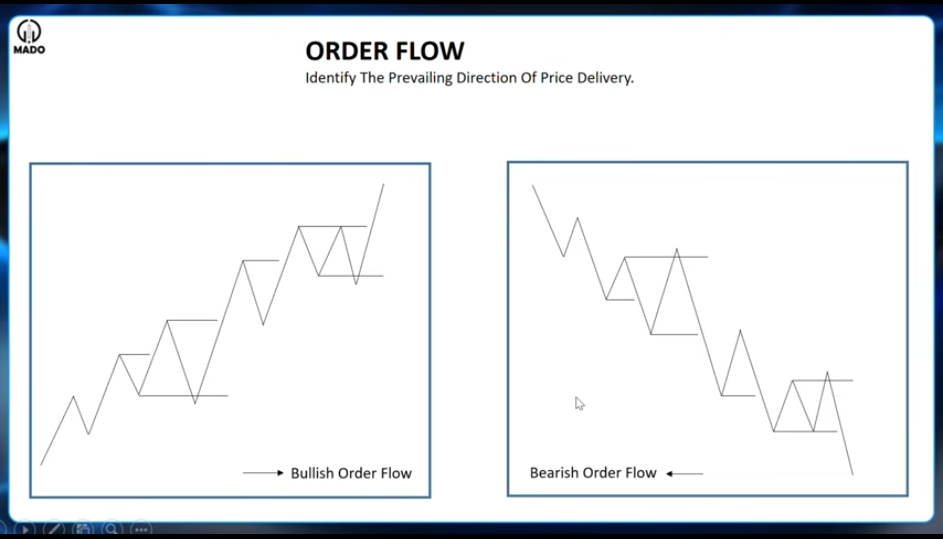 MADO
ORDER FLOW
Identify The Prevailing Direction Of Price Delivery.
Bullish Order Flow
Bearish Order Flow